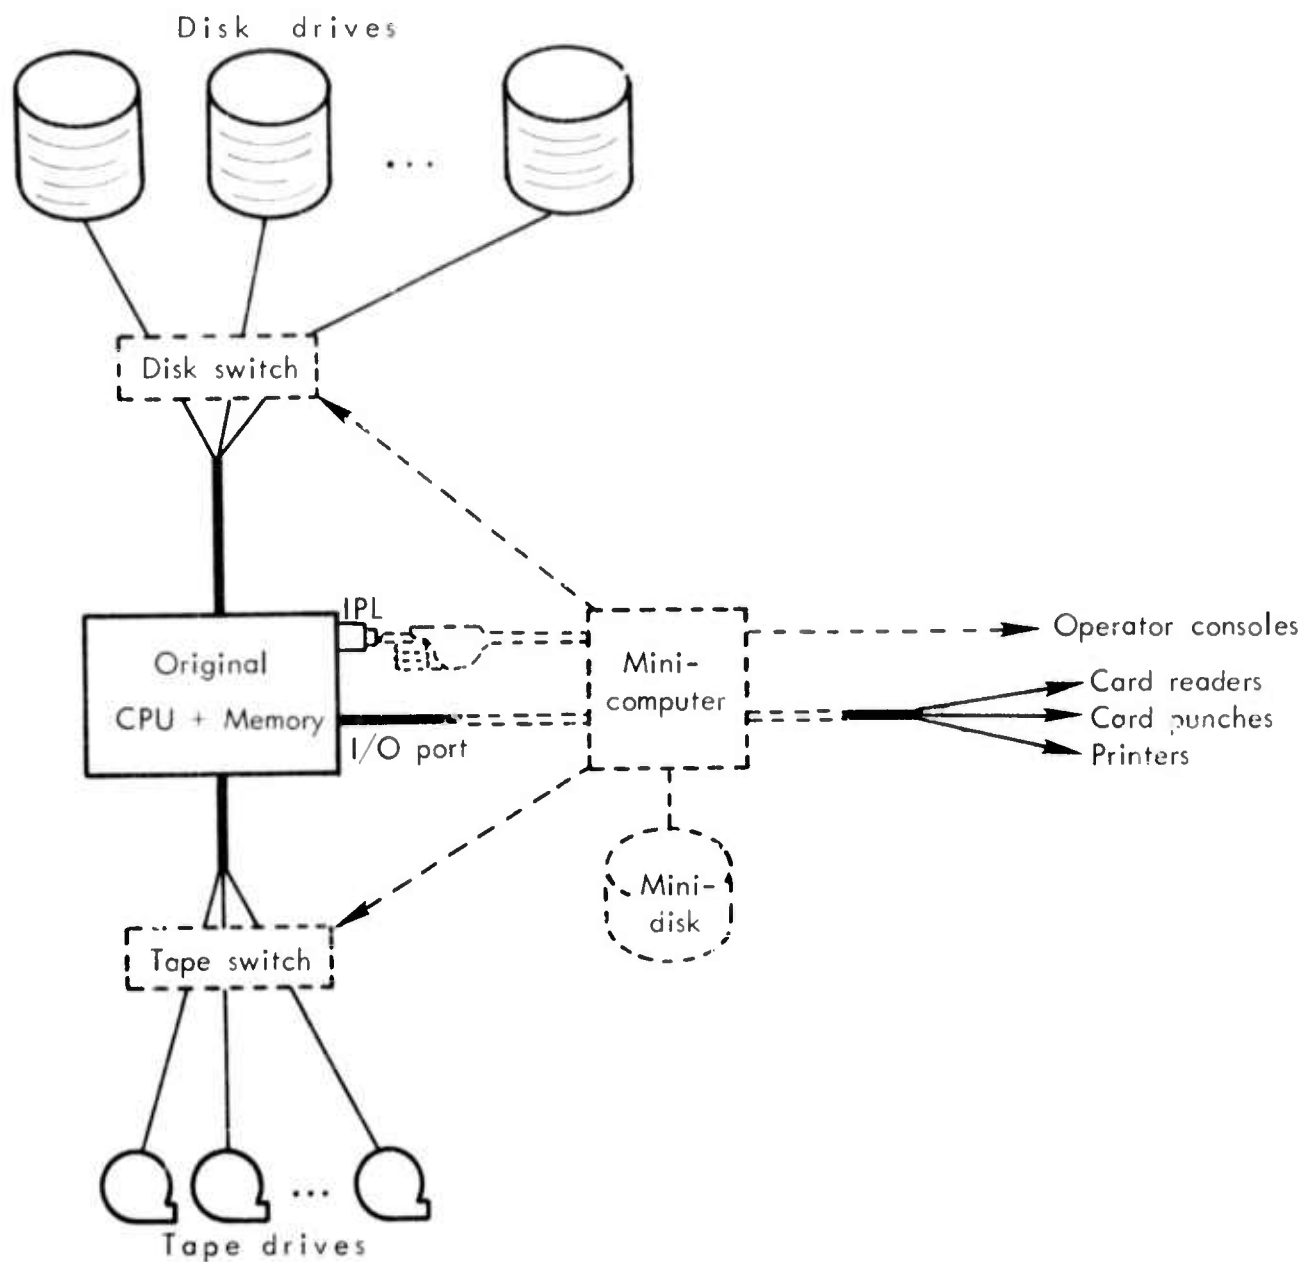 Disk drives
...
Disk switch
IPL
Original
CPU + Memory
I/O port
Mini-
computer
Operator consoles
Card readers
Card punches
Printers
Mini-
disk
Tape switch
...
Tape drives